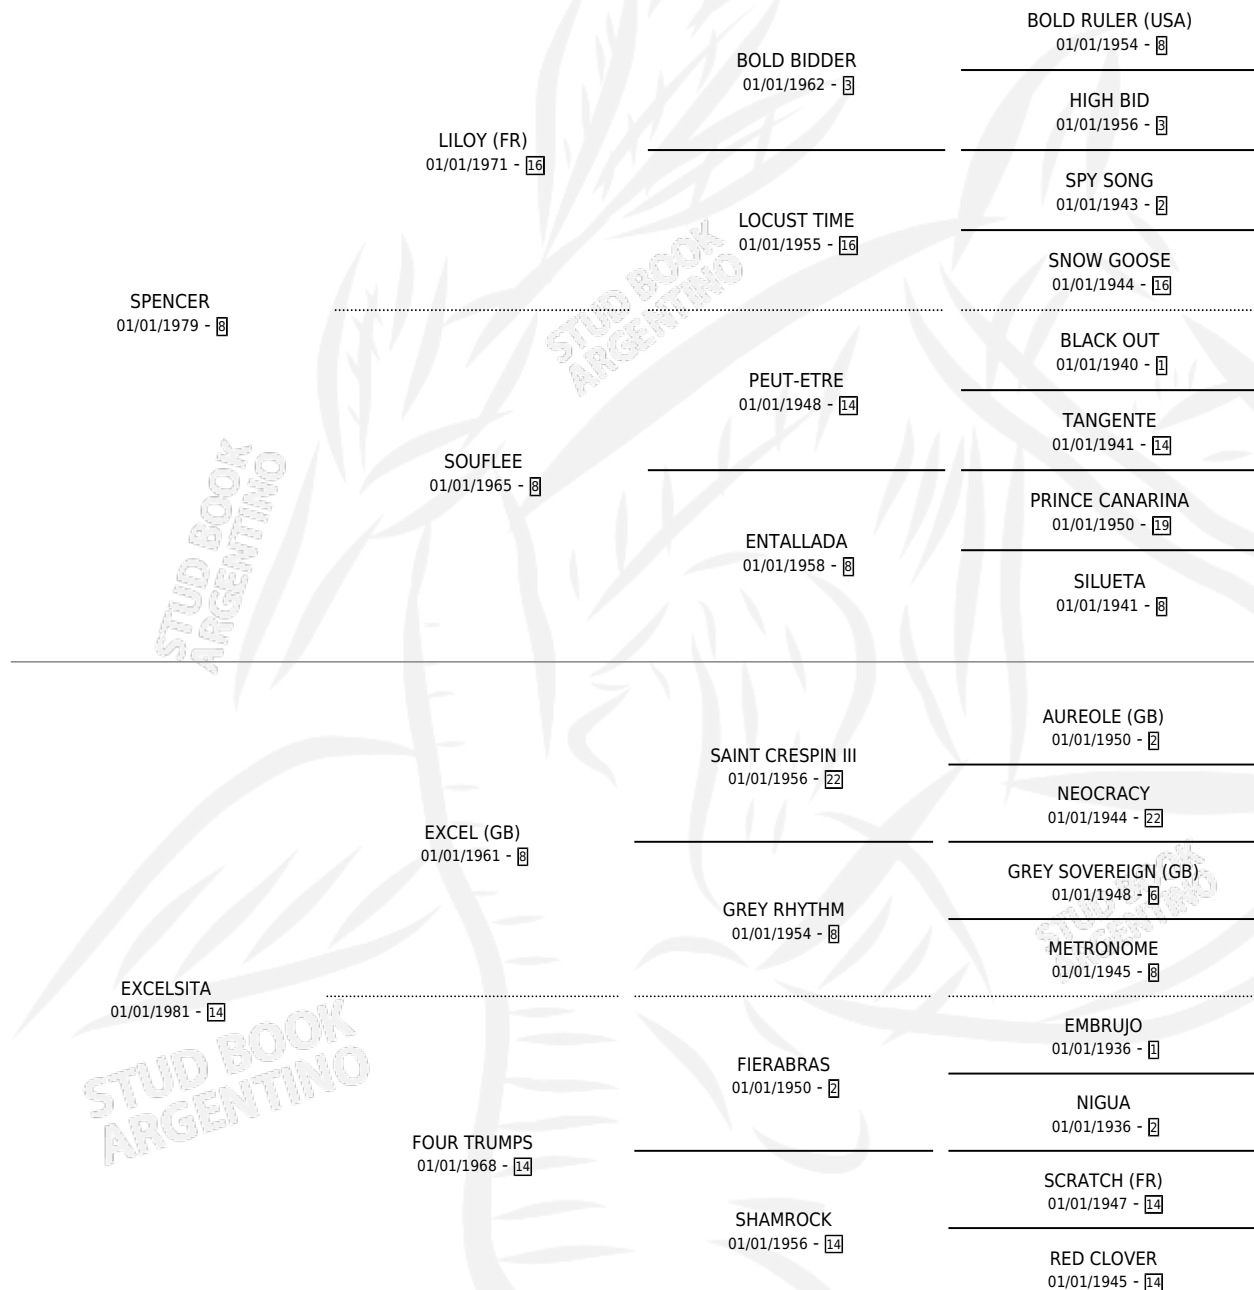 BOLD RULER (USA)
01/01/1954 - 8
BOLD BIDDER
01/01/1962 - 3
HIGH BID
01/01/1956 - 3
LILOY (FR)
01/01/1971 - 16
SPY SONG
01/01/1943 - 2
LOCUST TIME
01/01/1955 - 16
SNOW GOOSE
01/01/1944 - 16
SPENCER
01/01/1979 - 8
BLACK OUT
01/01/1940 - 1
PEUT-ETRE
01/01/1948 - 14
TANGENTE
01/01/1941 - 14
SOUFLEE
01/01/1965 - 8
PRINCE CANARINA
01/01/1950 - 19
ENTALLADA
01/01/1958 - 8
SILUETA
01/01/1941 - 8
AUREOLE (GB)
01/01/1950 - 2
SAINT CRESPIN III
01/01/1956 - 22
NEOCRACY
01/01/1944 - 22
EXCEL (GB)
01/01/1961 - 8
GREY SOVEREIGN (GB)
01/01/1948 - 6
GREY RHYTHM
01/01/1954 - 8
METRONOME
01/01/1945 - 8
EXCELSITA
01/01/1981 - 14
EMBRUJO
01/01/1936 - 1
FIERABRAS
01/01/1950 - 2
NIGUA
01/01/1936 - 2
FOUR TRUMPS
01/01/1968 - 14
SCRATCH (FR)
01/01/1947 - 14
SHAMROCK
01/01/1956 - 14
RED CLOVER
01/01/1945 - 14
STUD BOOK
ARGENTINO
STUD BOOK
ARGENTINO
STUD BOOK
ARGENTINO
STUD BOOK
ARGENTINO